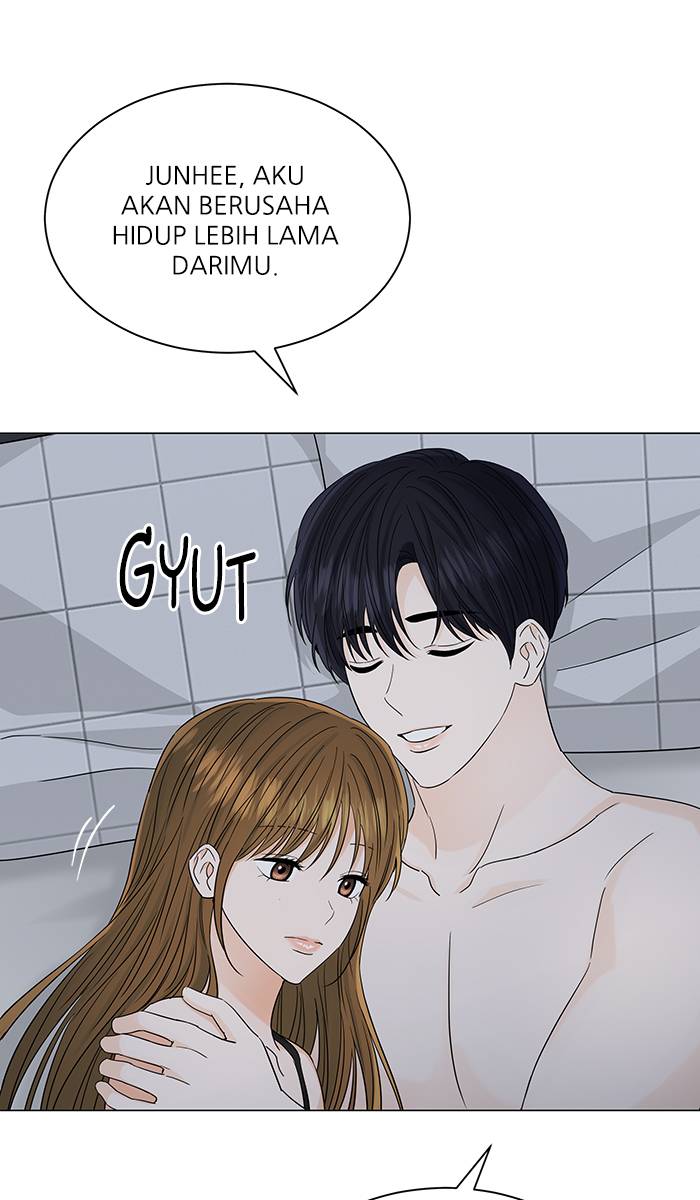 JUNHEE, AKU
AKAN BERUSAHA
HIDUP LEBIH LAMA
DARIMU.
GYUT